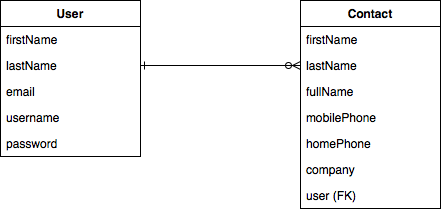 User
firstName
lastName
email
username
password
Contact
firstName
lastName
fullName
mobilePhone
homePhone
company
user (FK)